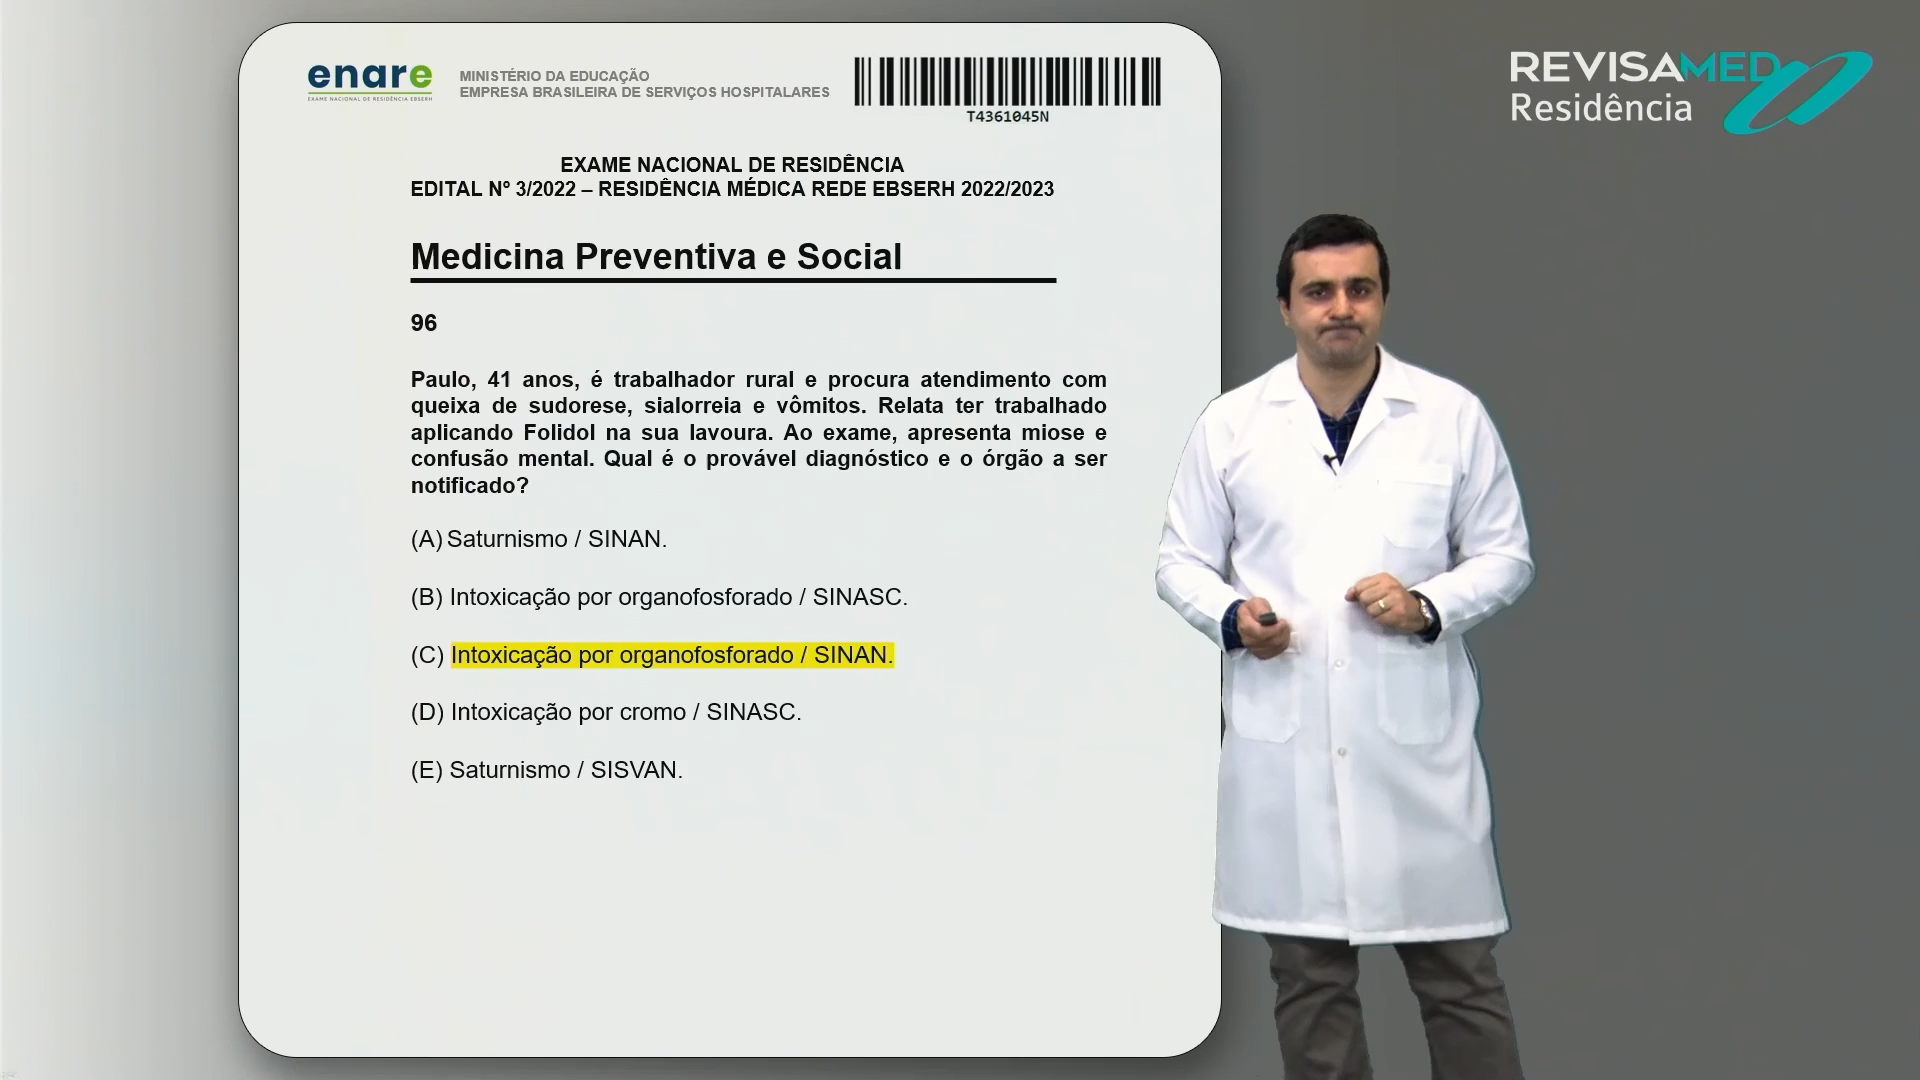 enare
EXAME NACIONAL DE RESIDÊNCIA EBSERH
MINISTÉRIO DA EDUCAÇÃO
EMPRESA BRASILEIRA DE SERVIÇOS HOSPITALARES
T4361045N
REVISAMED
Residência
EXAME NACIONAL DE RESIDÊNCIA
EDITAL Nº 3/2022 – RESIDÊNCIA MÉDICA REDE EBSERH 2022/2023
Medicina Preventiva e Social
96
Paulo, 41 anos, é trabalhador rural e procura atendimento com
queixa de sudorese, sialorreia e vômitos. Relata ter trabalhado
aplicando Folidol na sua lavoura. Ao exame, apresenta miose e
confusão mental. Qual é o provável diagnóstico e o órgão a ser
notificado?
(A) Saturnismo / SINAN.
(B) Intoxicação por organofosforado / SINASC.
(C) Intoxicação por organofosforado / SINAN.
(D) Intoxicação por cromo / SINASC.
(E) Saturnismo / SISVAN.